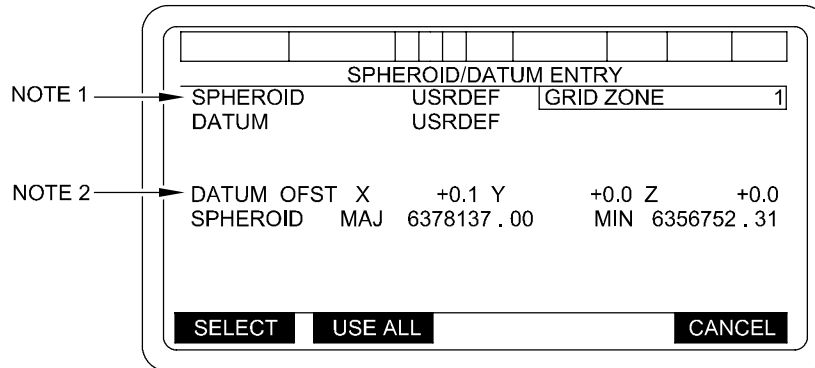 SPHEROID/DATUM ENTRY
NOTE 1 SPHEROID USRDEF GRID ZONE 1
DATUM USRDEF
NOTE 2 DATUM OFST X +0.1 Y +0.0 Z +0.0
SPHEROID MAJ 6378137.00 MIN 6356752.31
SELECT USE ALL CANCEL